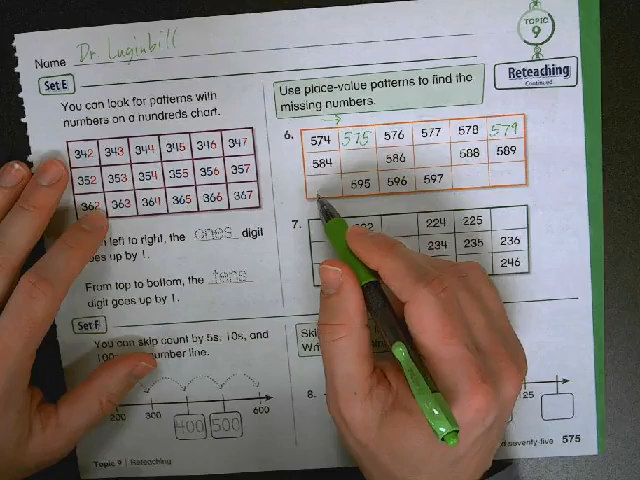 Name Dr. Luginbill
TOPIC
9
Reteaching
Continued
Set E
You can look for patterns with
numbers on a hundreds chart.
342 343 344 345 346 347
352 353 354 355 356 357
362 363 364 365 366 367
left to right, the ones digit
goes up by 1.
From top to bottom, the tens
digit goes up by 1.
Set F
You can skip count by 5s, 10s, and
number line.
200 300 400 500 600
Topic 9 | Reteaching
Use place-value patterns to find the
missing numbers.
6.
574 575 576 577 578 579
584 586 588 589
595 596 597
7.
224 225
234 235 236
246
8.
seventy-five 575